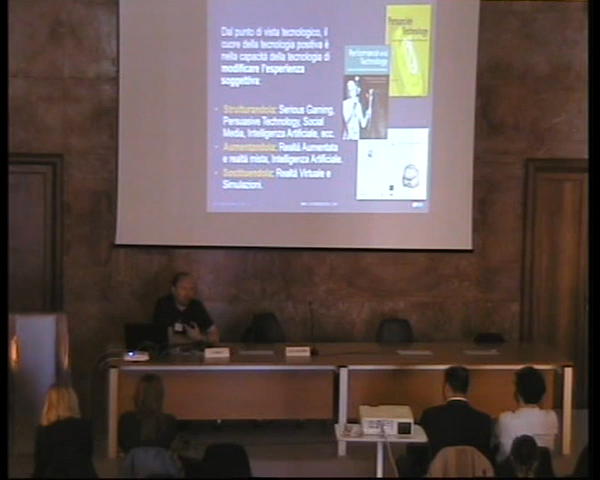 Dal punto di vista tecnologico, il
cuore della tecnologia positiva è
nella capacità della tecnologia di
modificare l'esperienza
soggettiva:
Strutturandola: Serious Gaming,
Persuasive Technology, Social
Media, Intelligenza Artificiale, ecc.
Aumentandola: Realtà Aumentata
e realtà mista, Intelligenza Artificiale.
Sostituendola: Realtà Virtuale e
Simulazioni.
Persuasive
Technology
Performance
Technology